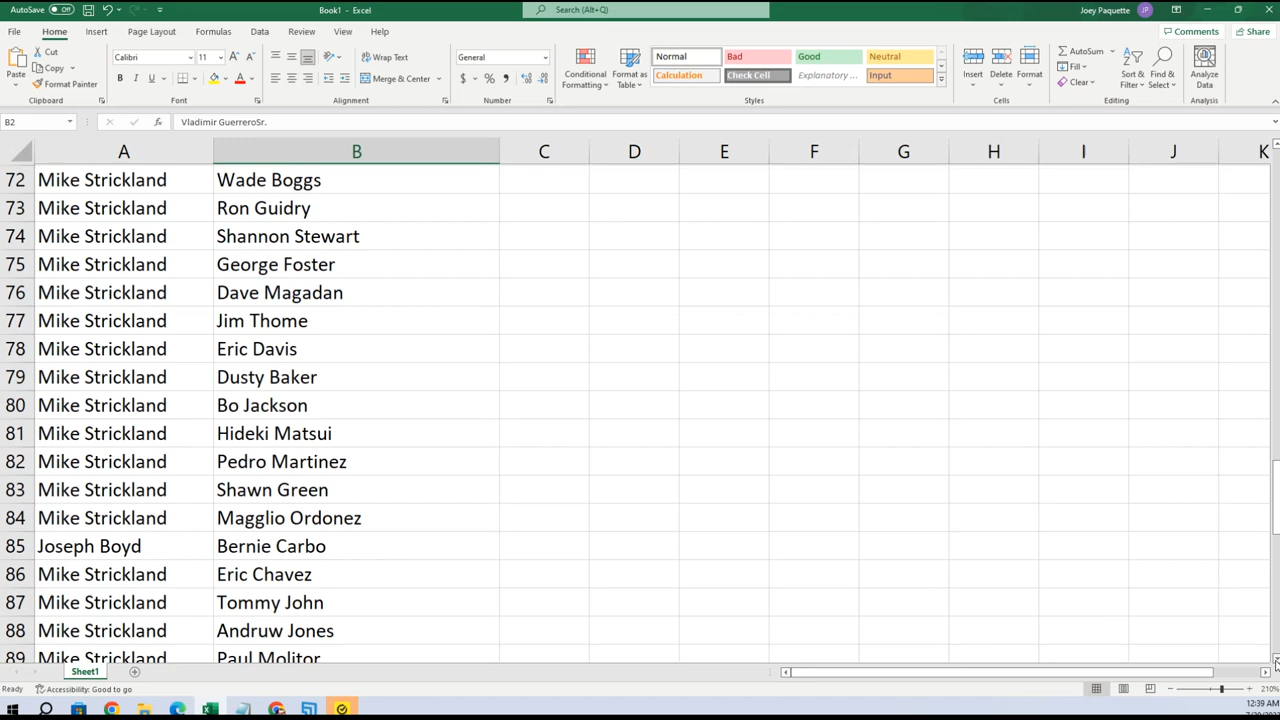 AutoSave Off Book1 - Excel Search (Alt+Q) Joey Paquette JP
File Home Insert Page Layout Formulas Data Review View Help Comments Share
Cut Calibri 11 A A Wrap Text General Normal Bad Good Neutral AutoSum
Paste Copy Conditional Format as Insert Delete Format Fill Sort & Find & Analyze
Format Painter B I U A Merge & Center $ % , Formatting Table Calculation Check Cell Explanatory ... Input Clear Filter Select Data
Clipboard Font Alignment Number Styles Cells Editing Analysis
B2 fx Vladimir GuerreroSr.
A B C D E F G H I J K
72 Mike Strickland Wade Boggs
73 Mike Strickland Ron Guidry
74 Mike Strickland Shannon Stewart
75 Mike Strickland George Foster
76 Mike Strickland Dave Magadan
77 Mike Strickland Jim Thome
78 Mike Strickland Eric Davis
79 Mike Strickland Dusty Baker
80 Mike Strickland Bo Jackson
81 Mike Strickland Hideki Matsui
82 Mike Strickland Pedro Martinez
83 Mike Strickland Shawn Green
84 Mike Strickland Magglio Ordonez
85 Joseph Boyd Bernie Carbo
86 Mike Strickland Eric Chavez
87 Mike Strickland Tommy John
88 Mike Strickland Andruw Jones
89 Mike Strickland Paul Molitor
Sheet1
Ready Accessibility: Good to go 210%
12:39 AM